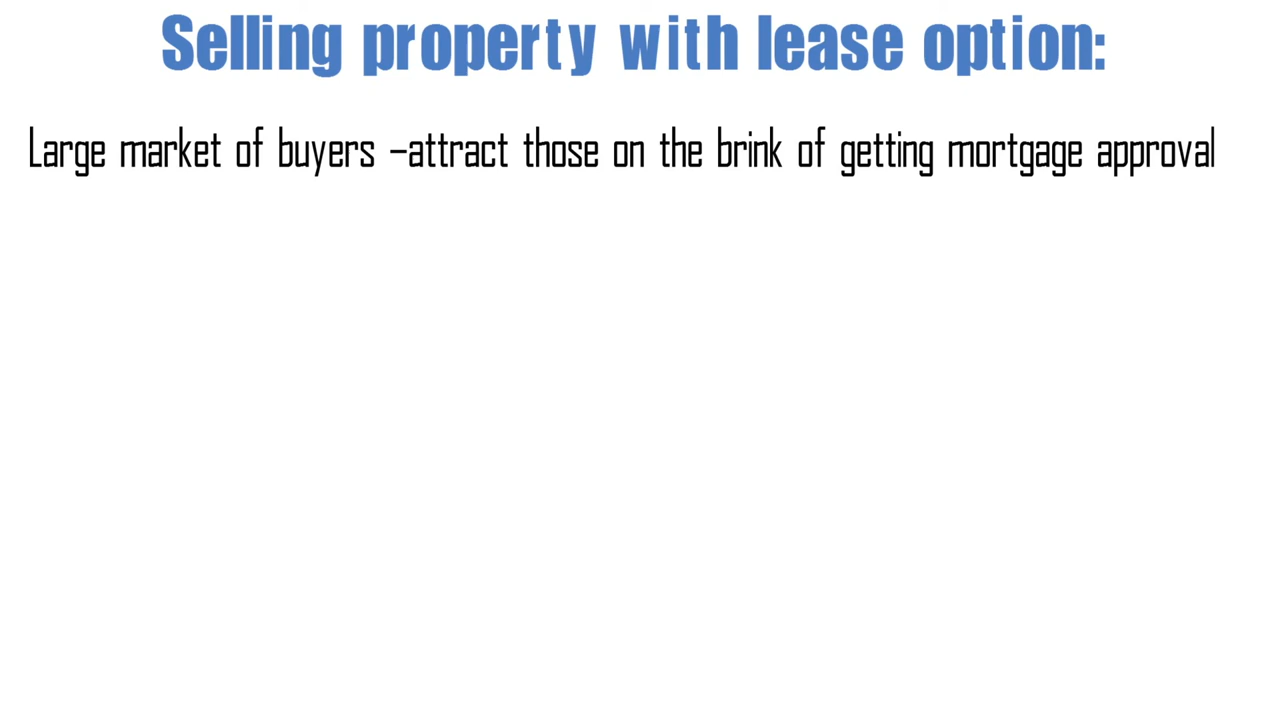 Selling property with lease option:
Large market of buyers –attract those on the brink of getting mortgage approval